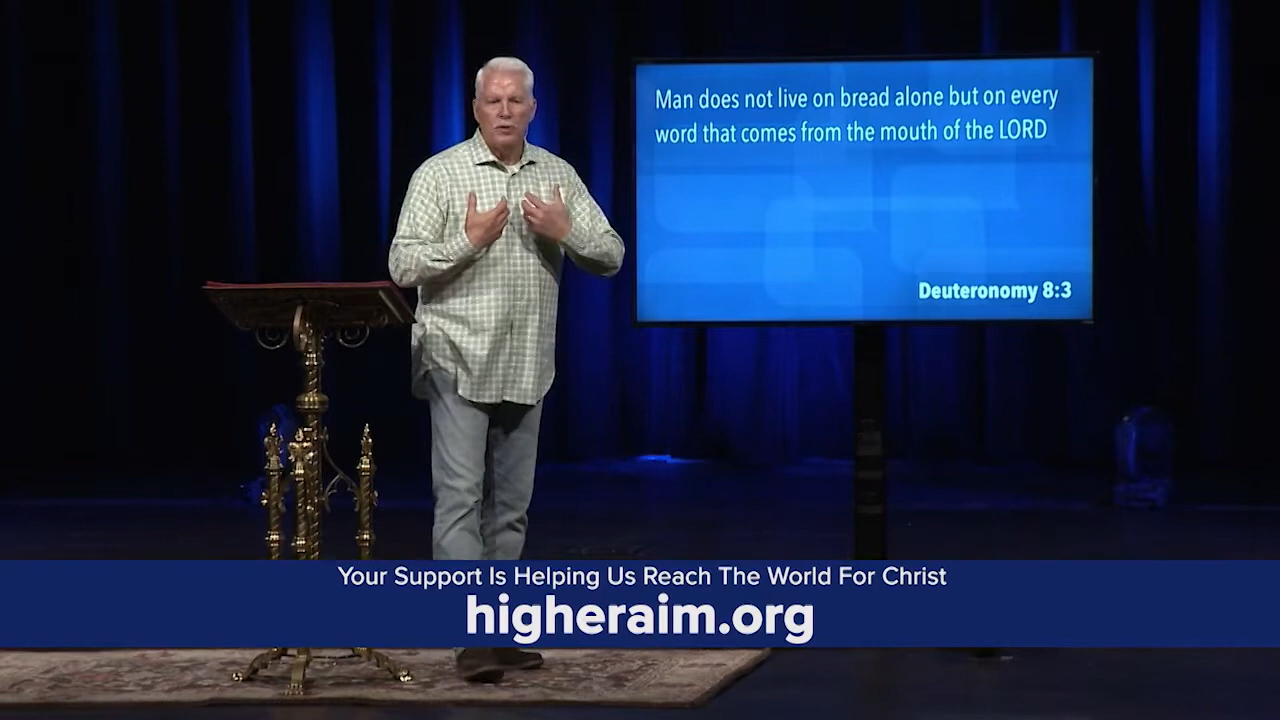 Man does not live on bread alone but on every
word that comes from the mouth of the LORD
Deuteronomy 8:3
Your Support Is Helping Us Reach The World For Christ
higheraim.org